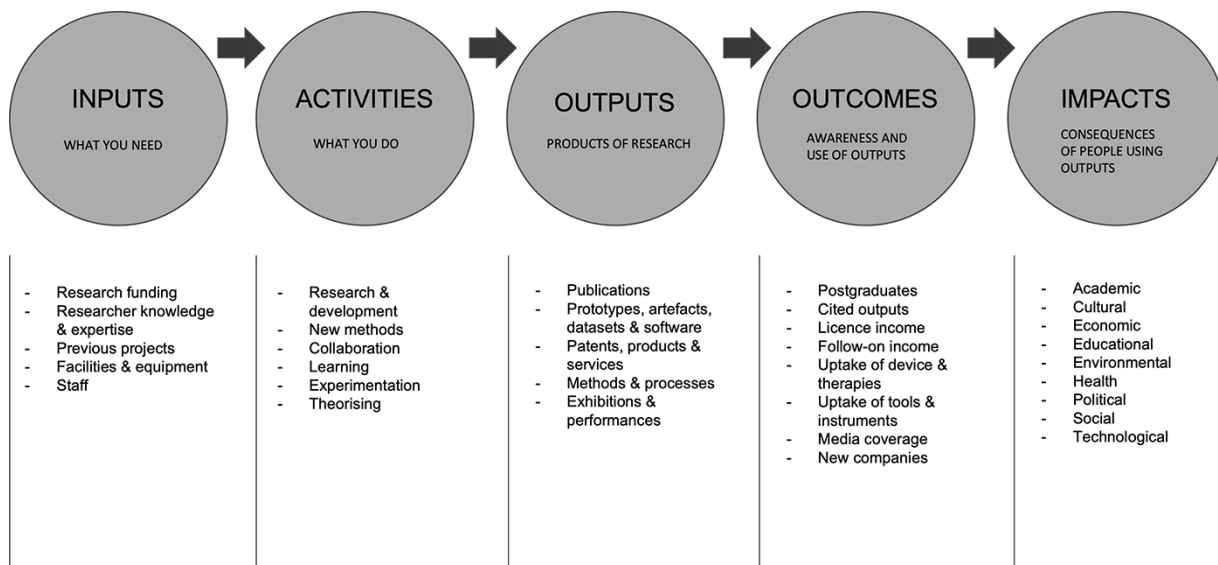 INPUTS
WHAT YOU NEED
ACTIVITIES
WHAT YOU DO
OUTPUTS
PRODUCTS OF RESEARCH
OUTCOMES
AWARENESS AND
USE OF OUTPUTS
IMPACTS
CONSEQUENCES
OF PEOPLE USING
OUTPUTS
- Research funding
- Researcher knowledge
& expertise
- Previous projects
- Facilities & equipment
- Staff
- Research &
development
- New methods
- Collaboration
- Learning
- Experimentation
- Theorising
- Publications
- Prototypes, artefacts,
datasets & software
- Patents, products &
services
- Methods & processes
- Exhibitions &
performances
- Postgraduates
- Cited outputs
- Licence income
- Follow-on income
- Uptake of device &
therapies
- Uptake of tools &
instruments
- Media coverage
- New companies
- Academic
- Cultural
- Economic
- Educational
- Environmental
- Health
- Political
- Social
- Technological